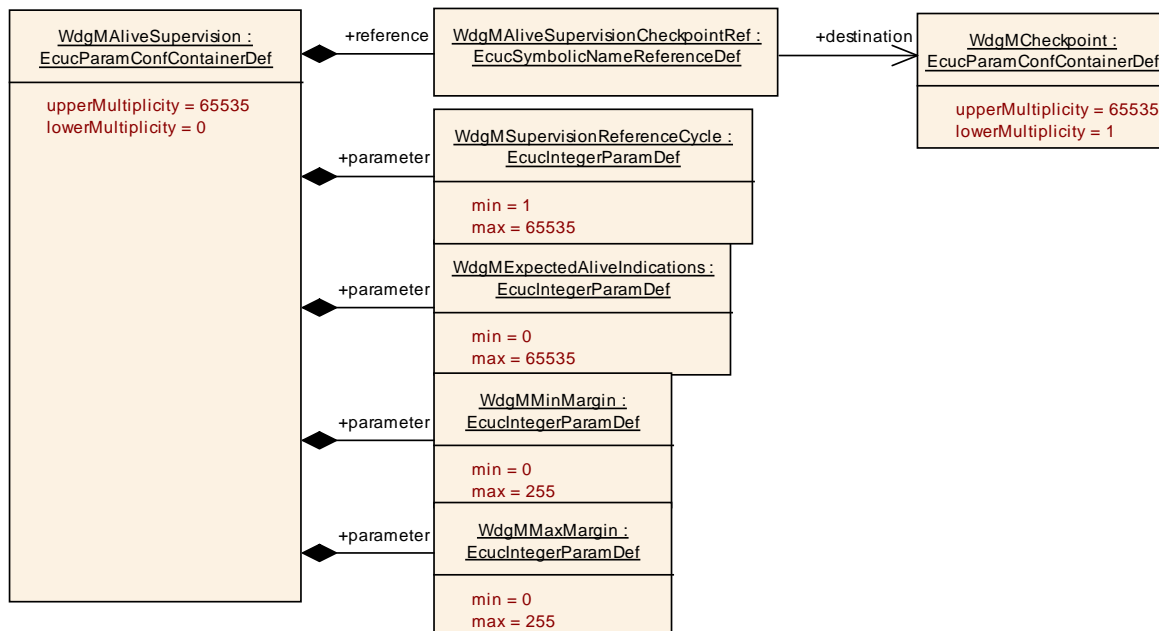 WdgMAliveSupervision :
EcucParamConfContainerDef
upperMultiplicity = 65535
lowerMultiplicity = 0
+reference
WdgMAliveSupervisionCheckpointRef :
EcucSymbolicNameReferenceDef
+destination
WdgMCheckpoint :
EcucParamConfContainerDef
upperMultiplicity = 65535
lowerMultiplicity = 1
+parameter
WdgMSupervisionReferenceCycle :
EcucIntegerParamDef
min = 1
max = 65535
+parameter
WdgMExpectedAliveIndications :
EcucIntegerParamDef
min = 0
max = 65535
+parameter
WdgMMinMargin :
EcucIntegerParamDef
min = 0
max = 255
+parameter
WdgMMaxMargin :
EcucIntegerParamDef
min = 0
max = 255